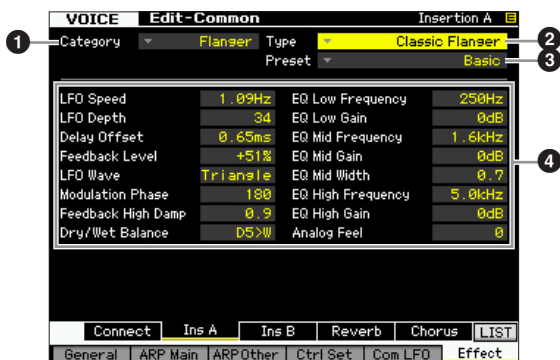 VOICE Edit-Common Insertion A
1 Category Flanger Type Classic Flanger 2
Preset Basic 3
LFO Speed 1.09Hz EQ Low Frequency 250Hz
LFO Depth 34 EQ Low Gain 0dB
Delay Offset 0.65ms EQ Mid Frequency 1.6kHz
Feedback Level +51% EQ Mid Gain 0dB 4
LFO Wave Triangle EQ Mid Width 0.7
Modulation Phase 180 EQ High Frequency 5.0kHz
Feedback High Damp 0.9 EQ High Gain 0dB
Dry/Wet Balance D5>W Analog Feel 0
Connect Ins A Ins B Reverb Chorus LIST
General ARP Main ARP Other Ctrl Set Com LFO Effect